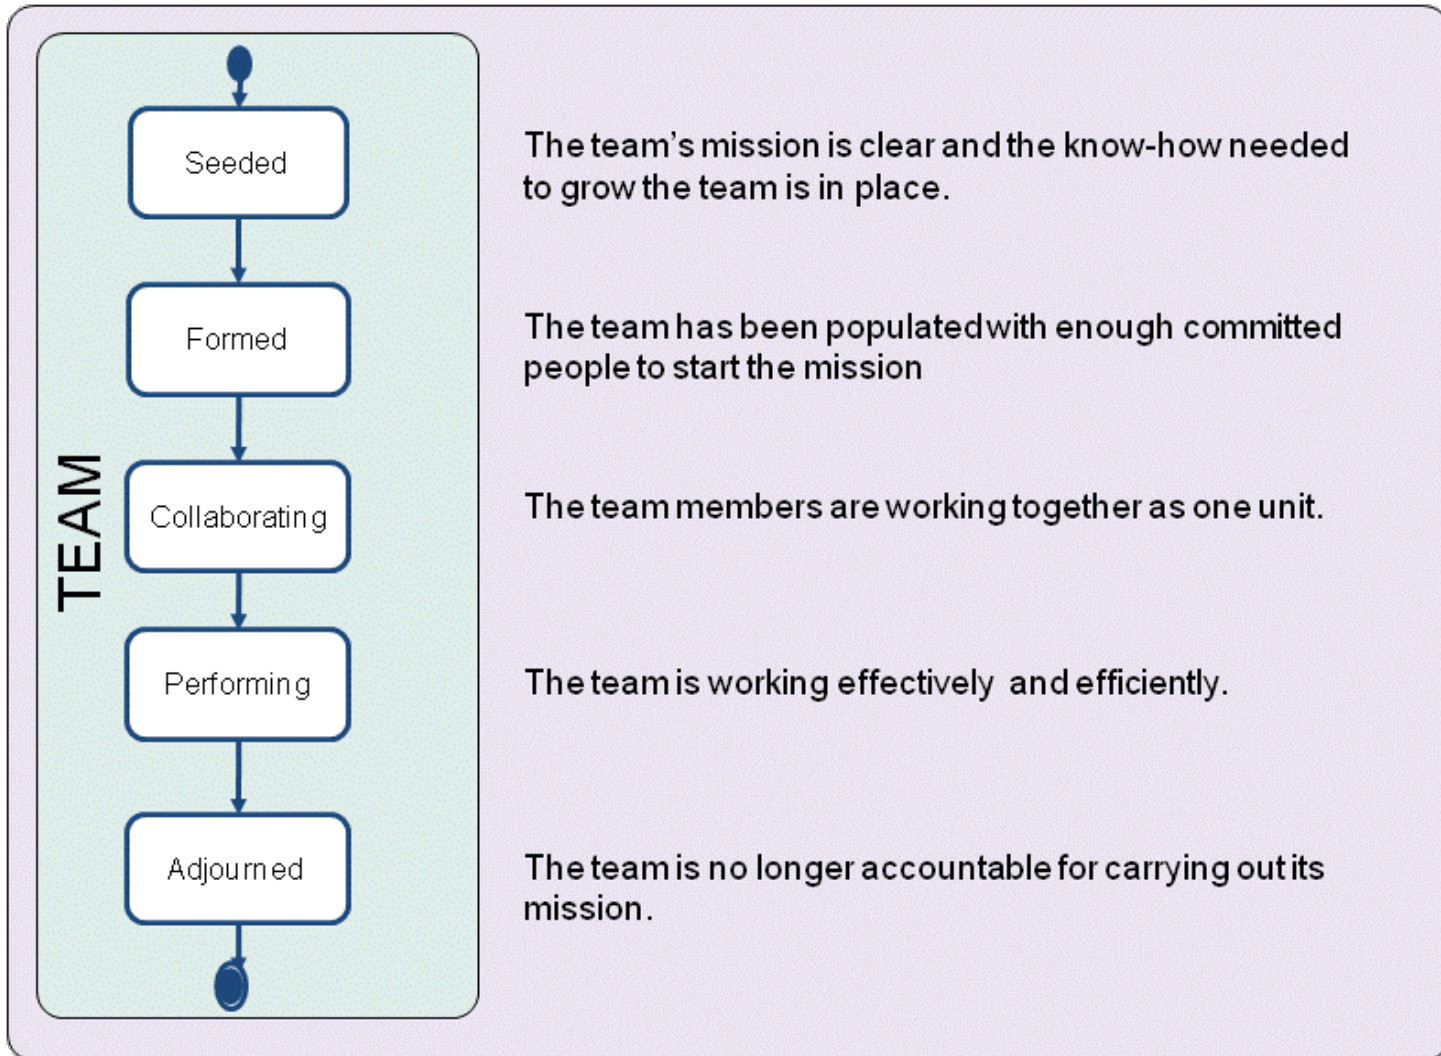 TEAM
Seeded
The team's mission is clear and the know-how needed
to grow the team is in place.
Formed
The team has been populated with enough committed
people to start the mission
Collaborating
The team members are working together as one unit.
Performing
The team is working effectively and efficiently.
Adjourned
The team is no longer accountable for carrying out its
mission.